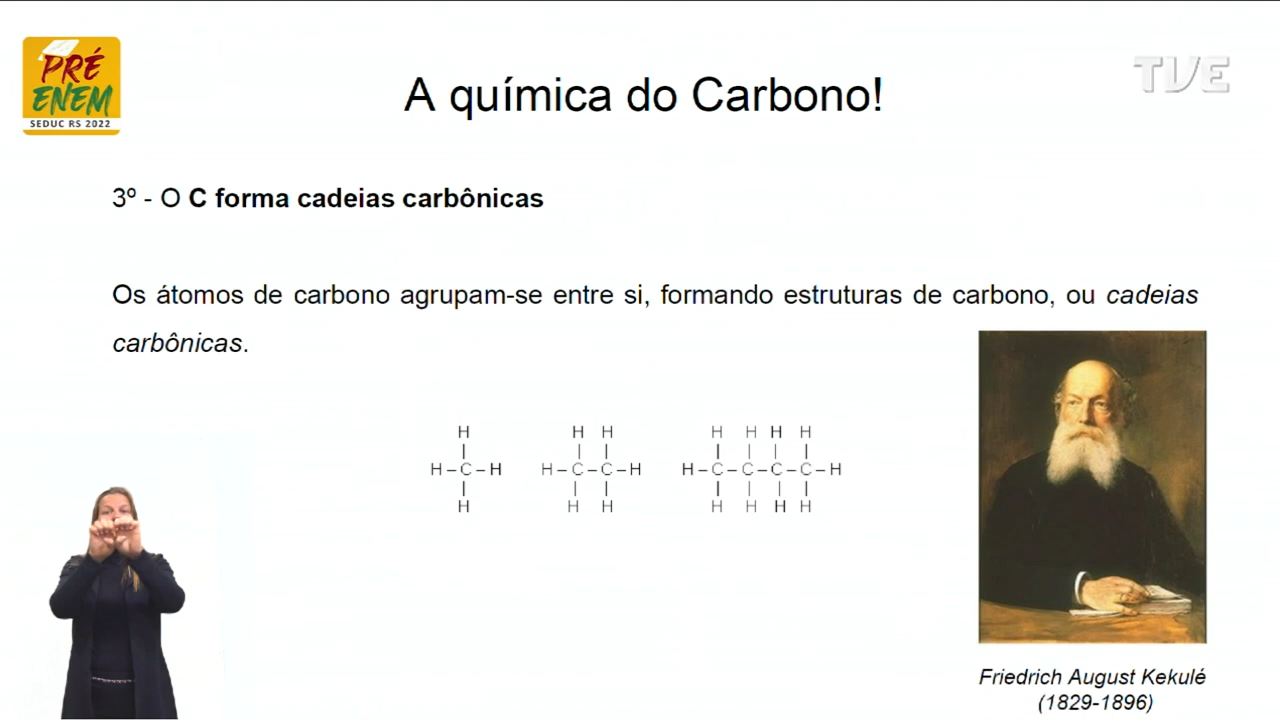 PRÉ
ENEM
SEDUC RS 2022
TVE
A química do Carbono!
3º - O C forma cadeias carbônicas
Os átomos de carbono agrupam-se entre si, formando estruturas de carbono, ou cadeias
carbônicas.
H H H H H H H
H-C-H H-C-C-H H-C-C-C-C-H
H H H H H H H
Friedrich August Kekulé
(1829-1896)